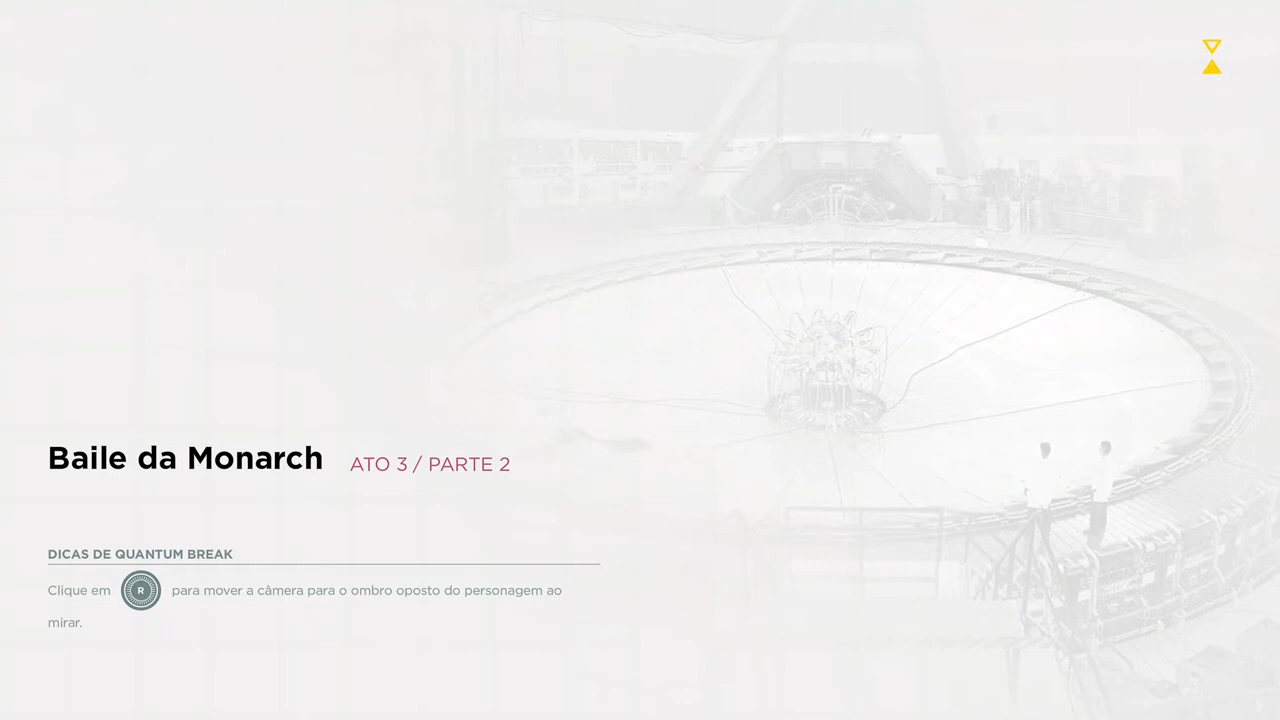 Baile da Monarch ATO 3 / PARTE 2
DICAS DE QUANTUM BREAK
Clique em R para mover a câmera para o ombro oposto do personagem ao
mirar.